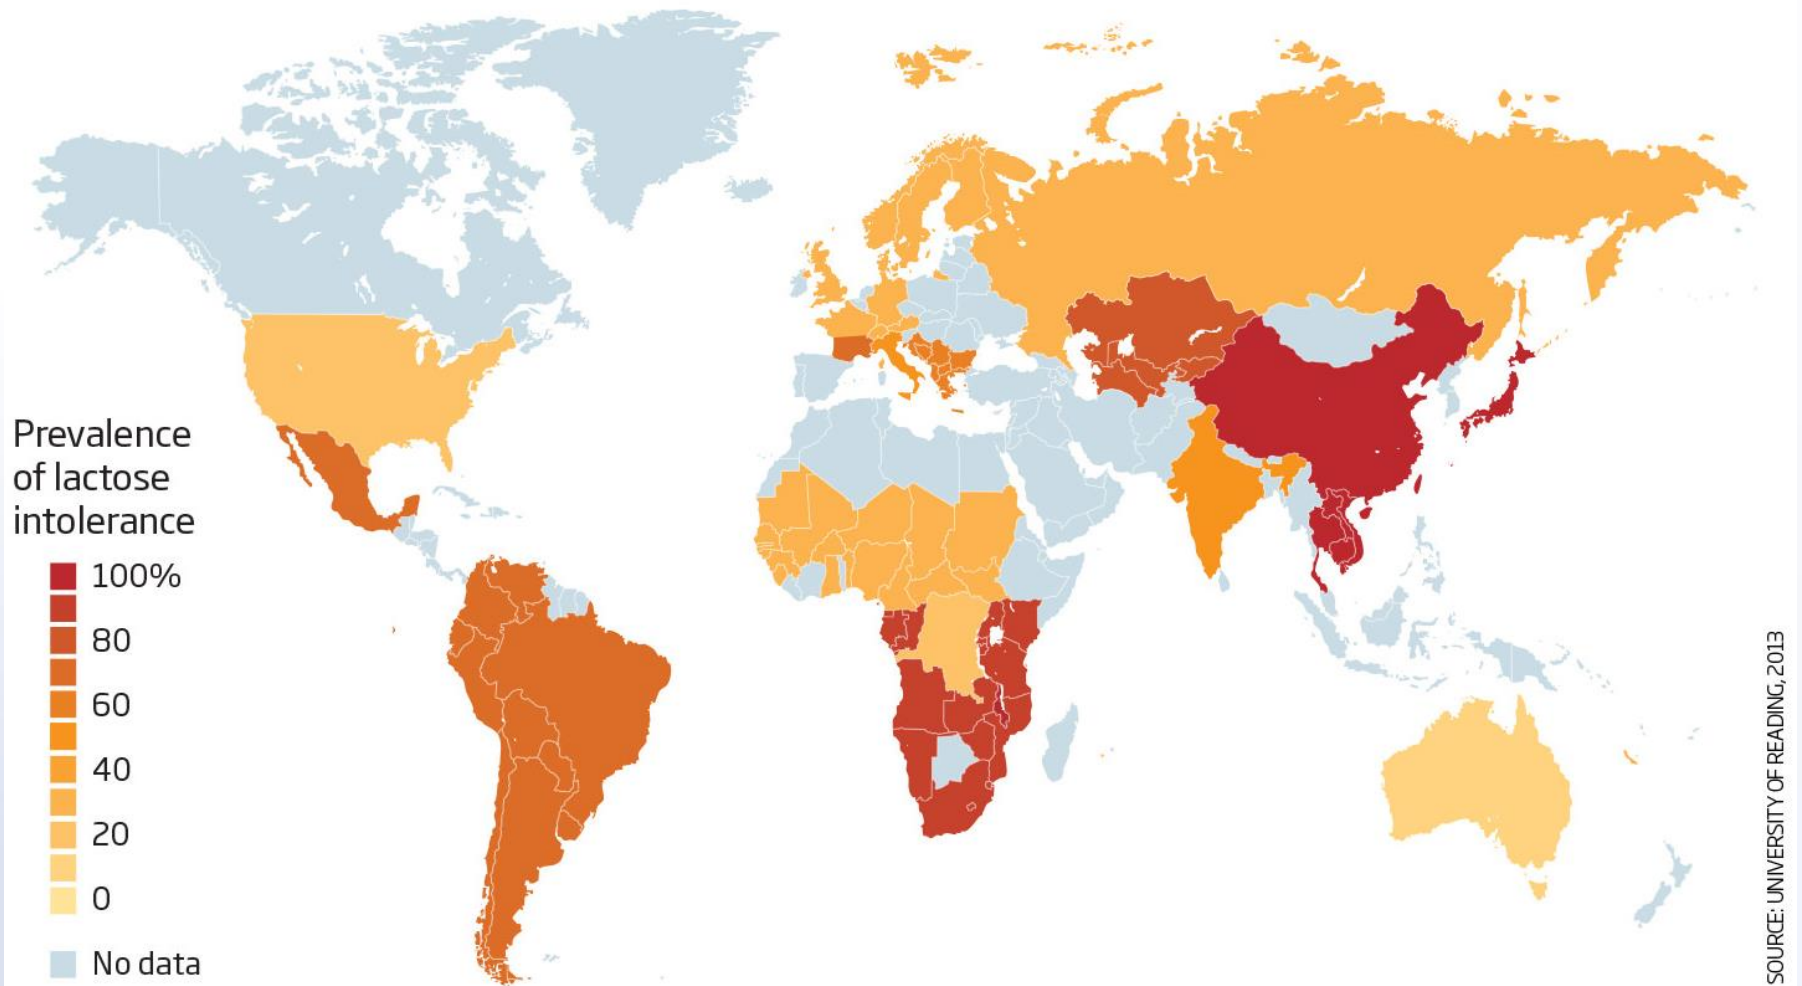 Prevalence
of lactose
intolerance
100%
80
60
40
20
0
No data
SOURCE: UNIVERSITY OF READING, 2013